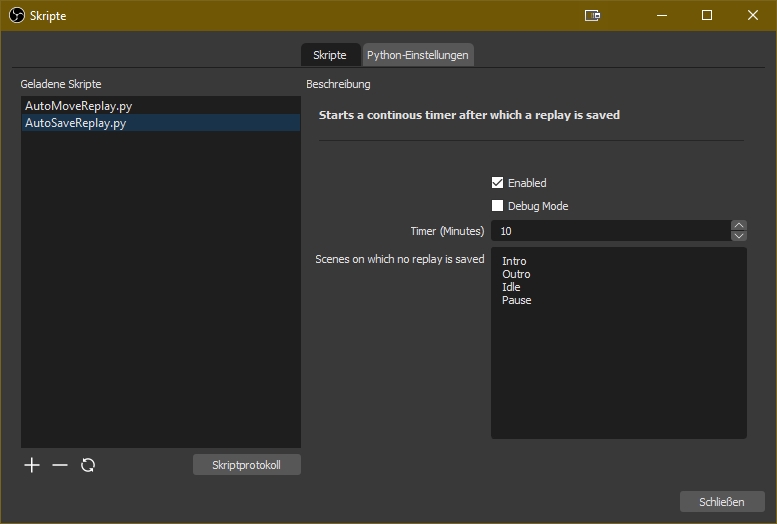 Skripte
Skripte
Python-Einstellungen
Geladene Skripte
AutoMoveReplay.py
AutoSaveReplay.py
Beschreibung
Starts a continous timer after which a replay is saved
Enabled
Debug Mode
Timer (Minutes)
10
Scenes on which no replay is saved
Intro
Outro
Idle
Pause
Skriptprotokoll
Schließen